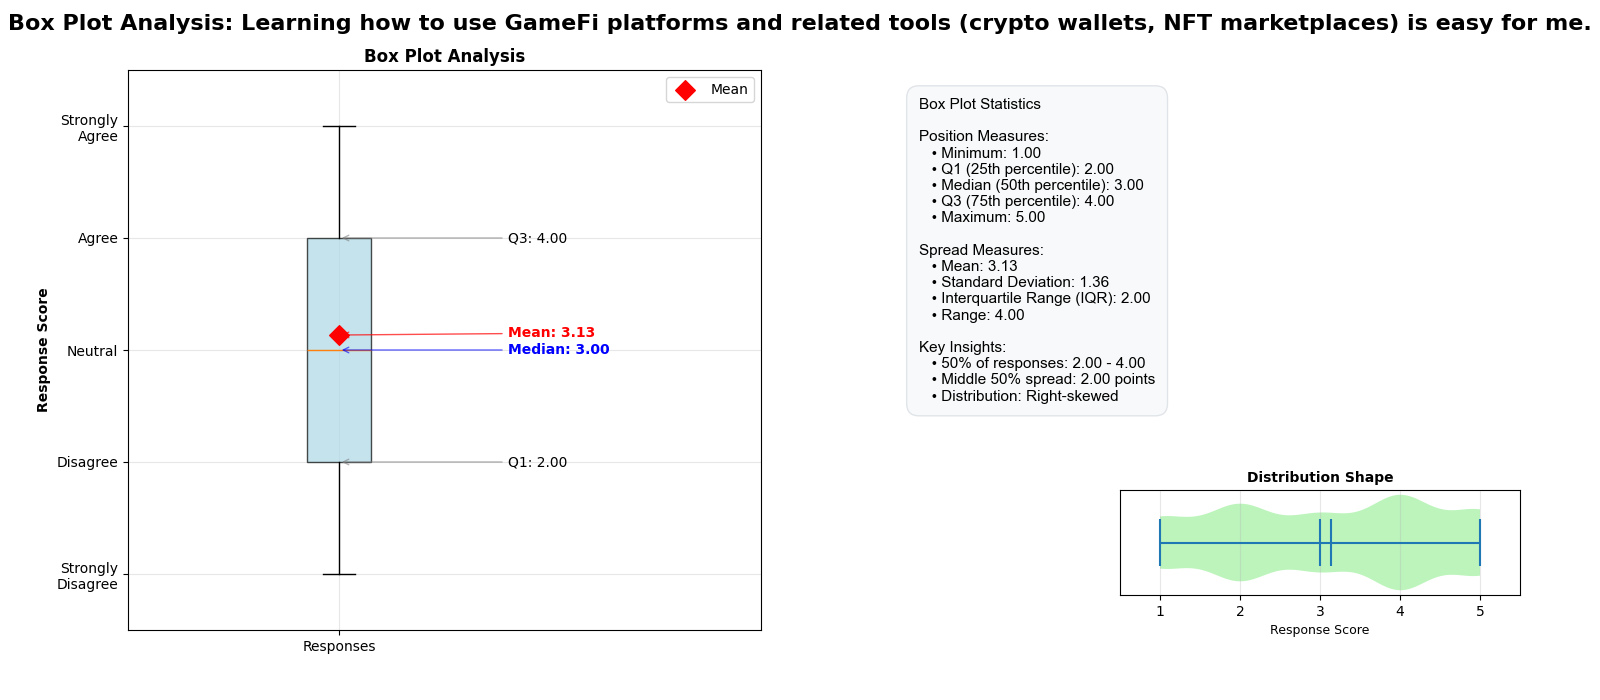 Box Plot Analysis: Learning how to use GameFi platforms and related tools (crypto wallets, NFT marketplaces) is easy for me.
Box Plot Analysis
Mean
Strongly
Agree
Agree
Neutral
Disagree
Strongly
Disagree
Response Score
Q3: 4.00
Mean: 3.13
Median: 3.00
Q1: 2.00
Responses
Box Plot Statistics
Position Measures:
• Minimum: 1.00
• Q1 (25th percentile): 2.00
• Median (50th percentile): 3.00
• Q3 (75th percentile): 4.00
• Maximum: 5.00
Spread Measures:
• Mean: 3.13
• Standard Deviation: 1.36
• Interquartile Range (IQR): 2.00
• Range: 4.00
Key Insights:
• 50% of responses: 2.00 - 4.00
• Middle 50% spread: 2.00 points
• Distribution: Right-skewed
Distribution Shape
1 2 3 4 5
Response Score